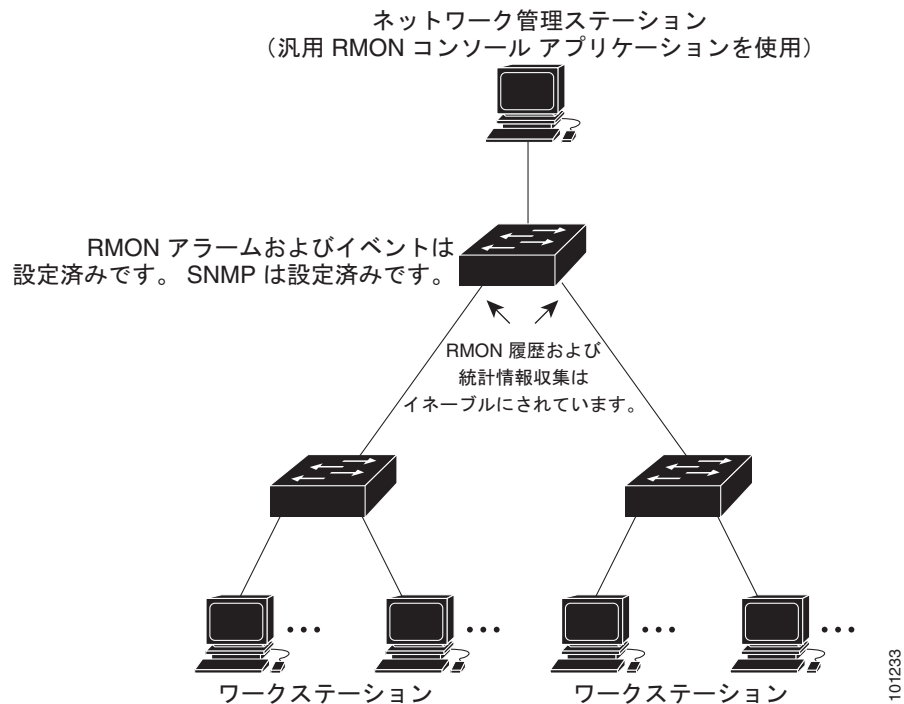 ネットワーク管理ステーション
（汎用 RMON コンソール アプリケーションを使用）
RMON アラームおよびイベントは
設定済みです。 SNMP は設定済みです。
RMON 履歴および
統計情報収集は
イネーブルにされています。
ワークステーション
ワークステーション
101233